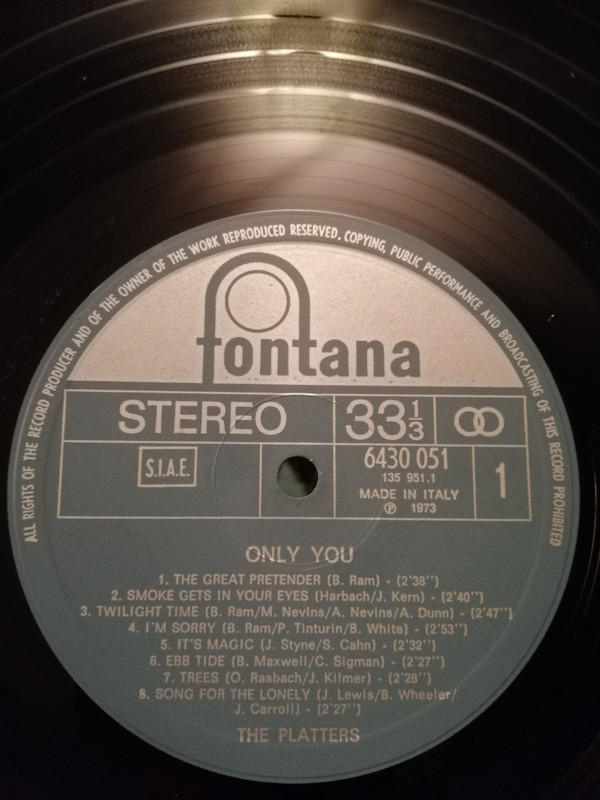 ALL RIGHTS OF THE RECORD PRODUCER AND OF THE OWNER OF THE WORK REPRODUCED RESERVED. COPYING, PUBLIC PERFORMANCE AND BROADCASTING OF THIS RECORD PROHIBITED
fontana
STEREO
33 1/3
S.I.A.E.
6430 051
135 951.1
MADE IN ITALY
℗ 1973
1
ONLY YOU
1. THE GREAT PRETENDER (B. Ram) - (2'38'')
2. SMOKE GETS IN YOUR EYES (Harbach/J. Kern) - (2'40'')
3. TWILIGHT TIME (B. Ram/M. Nevins/A. Nevins/A. Dunn) - (2'47'')
4. I'M SORRY (B. Ram/P. Tinturin/B. White) - (2'53'')
5. IT'S MAGIC (J. Styne/S. Cahn) - (2'32'')
6. EBB TIDE (B. Maxwell/C. Sigman) - (2'27'')
7. TREES (O. Rasbach/J. Kilmer) - (2'28'')
8. SONG FOR THE LONELY (J. Lewis/B. Wheeler/
J. Carroll) - (2'27'')
THE PLATTERS